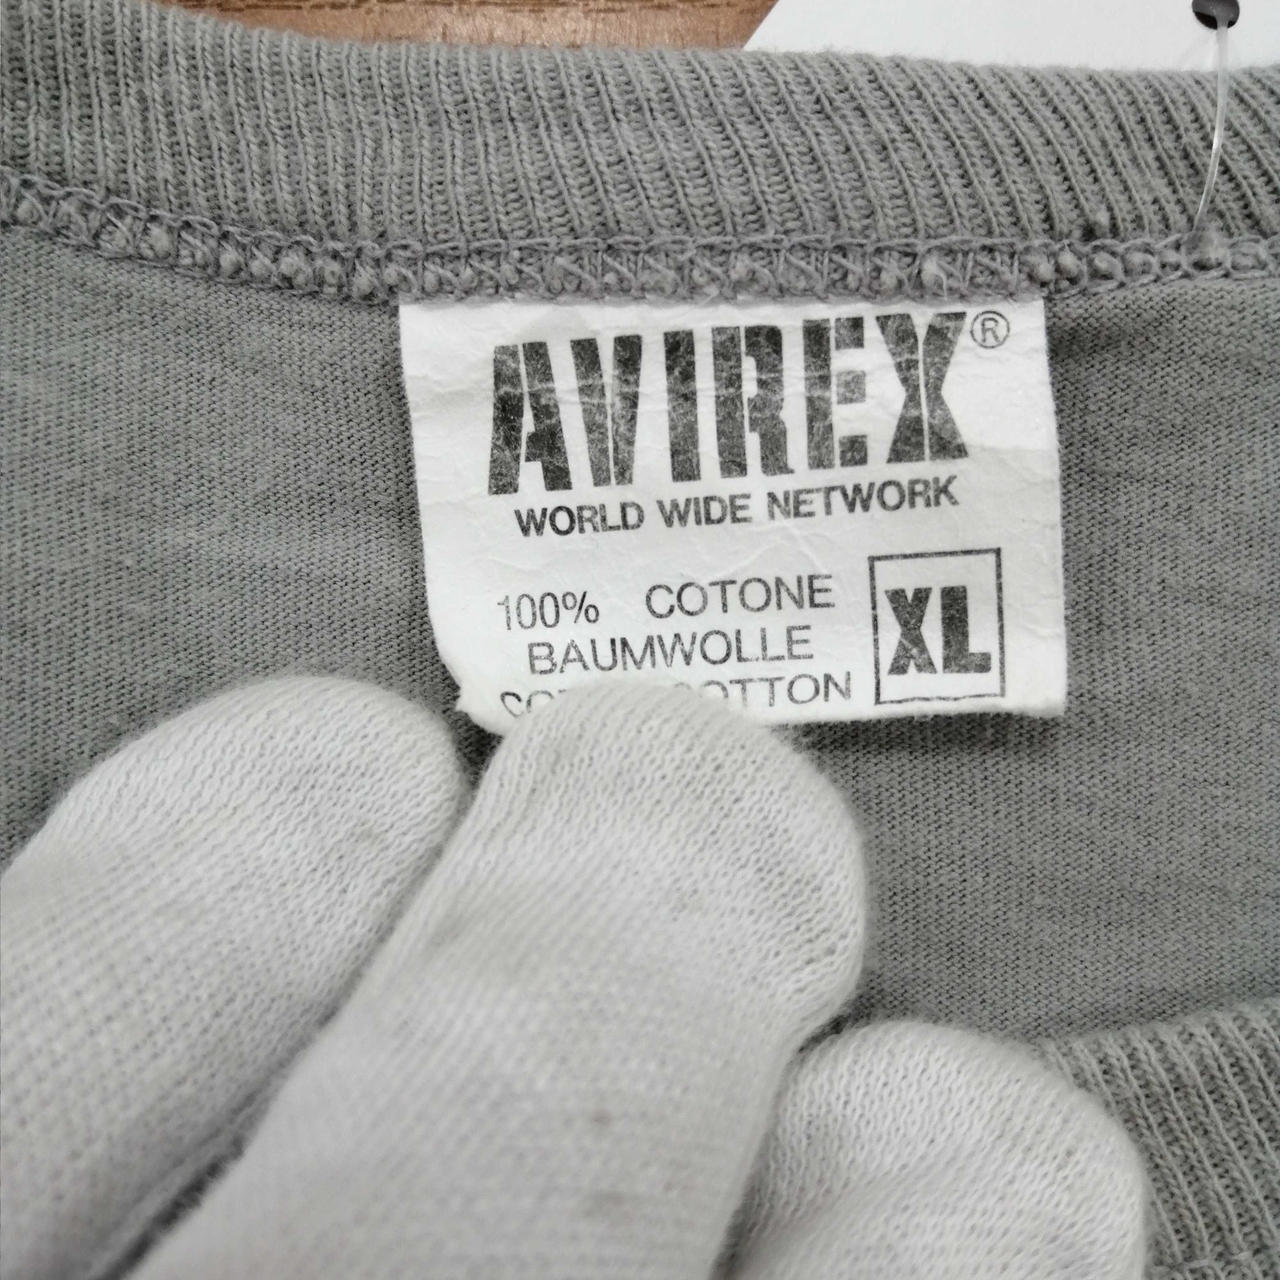 AVIREX®
WORLD WIDE NETWORK
100% COTONE
BAUMWOLLE
XL